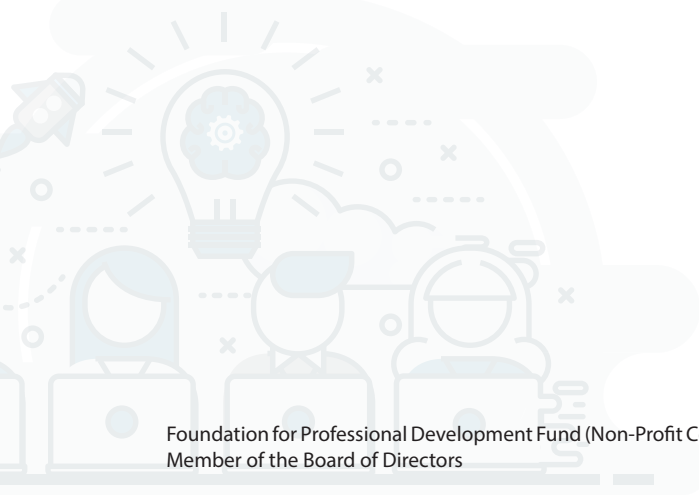 Foundation for Professional Development Fund (Non-Profit C
Member of the Board of Directors